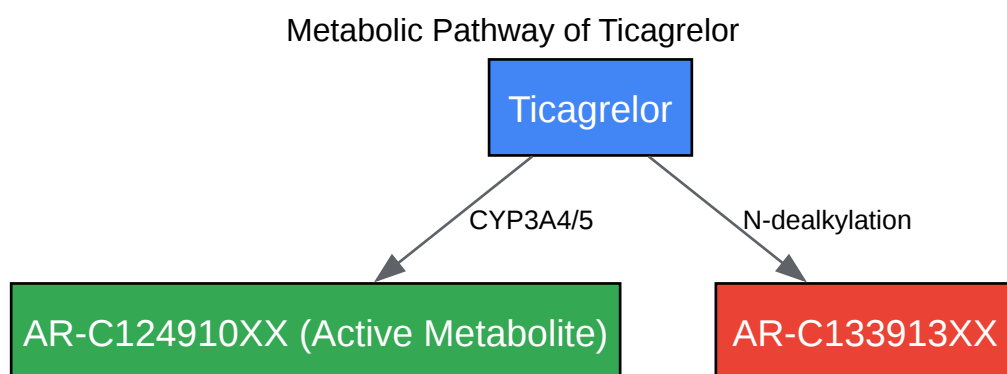 Metabolic Pathway of Ticagrelor
Ticagrelor
CYP3A4/5
N-dealkylation
AR-C124910XX (Active Metabolite)
AR-C133913XX